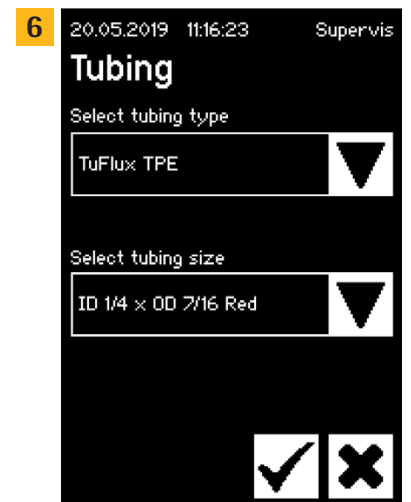 6
20.05.2019 11:16:23 Supervis
Tubing
Select tubing type
TuFlux TPE
Select tubing size
ID 1/4 x OD 7/16 Red